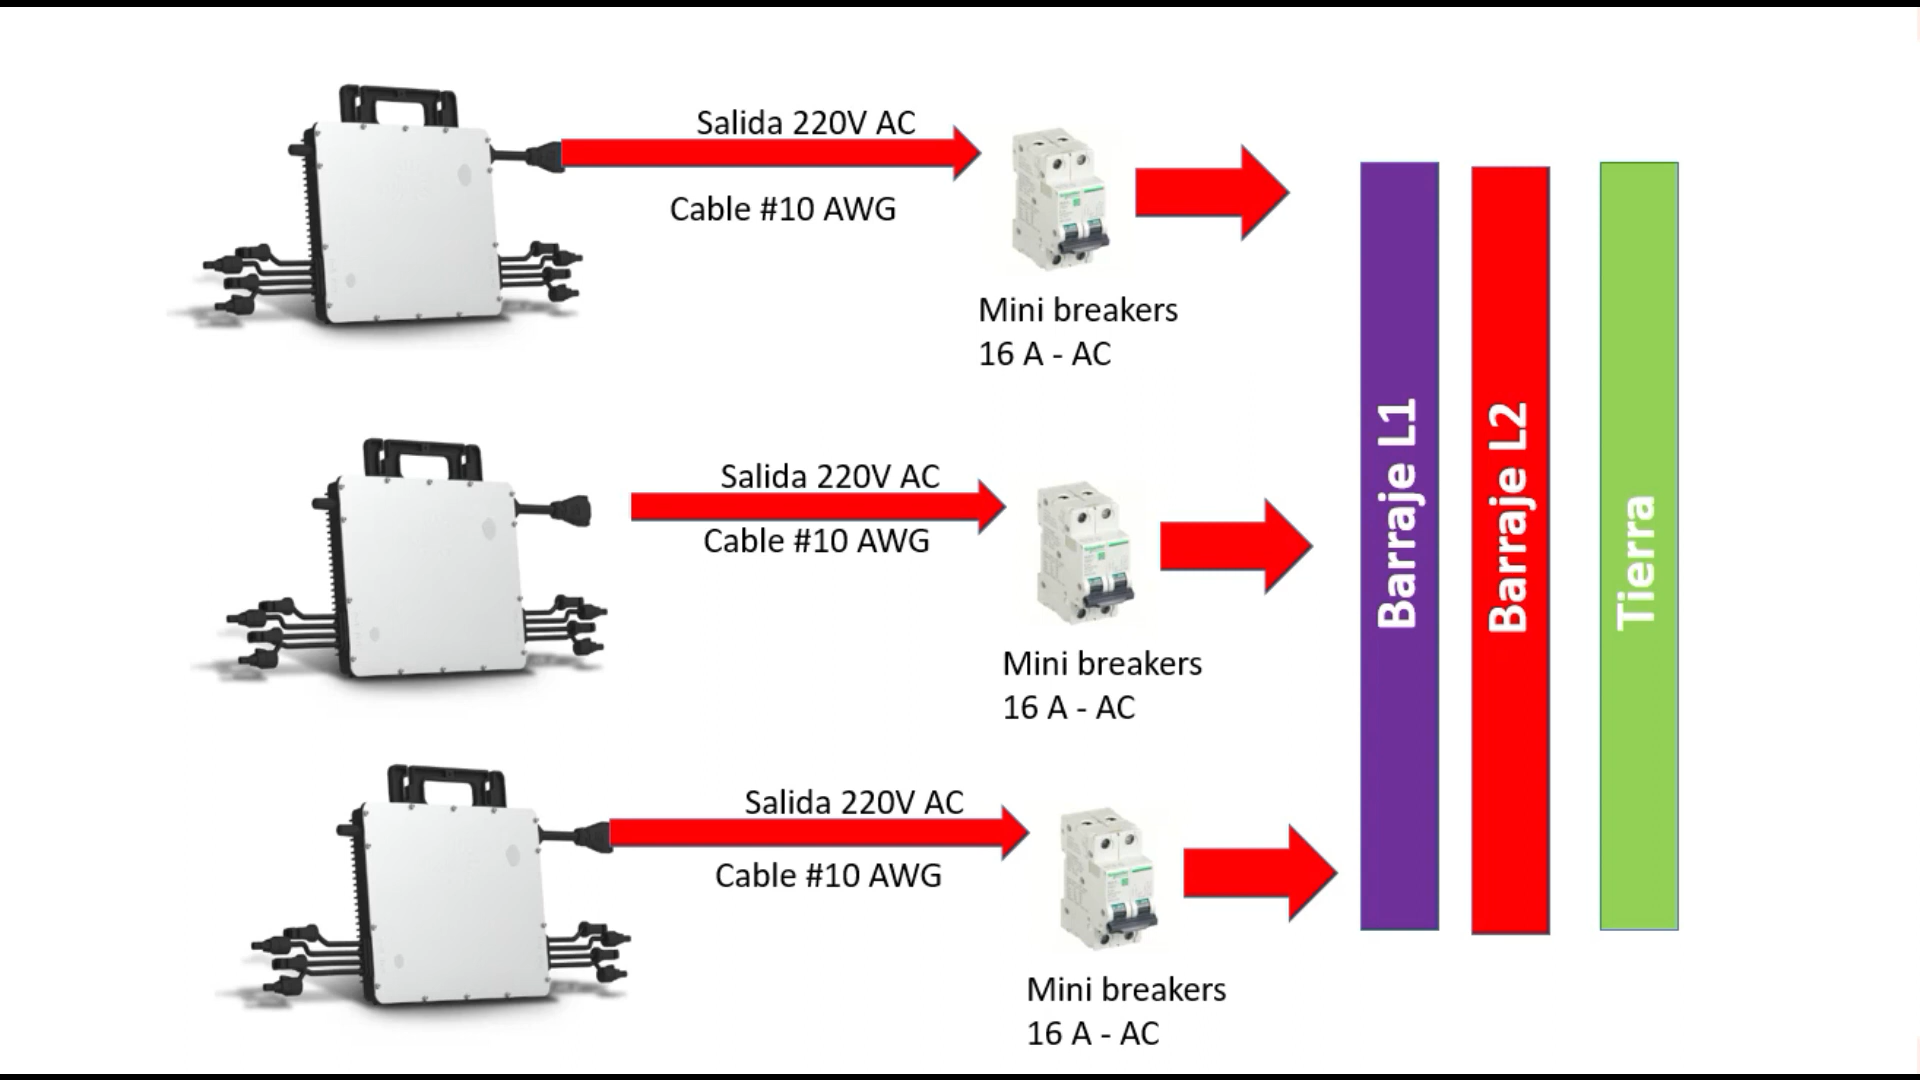 Salida 220V AC
Cable #10 AWG
Mini breakers
16 A - AC
Salida 220V AC
Cable #10 AWG
Mini breakers
16 A - AC
Salida 220V AC
Cable #10 AWG
Mini breakers
16 A - AC
Barraje L1
Barraje L2
Tierra